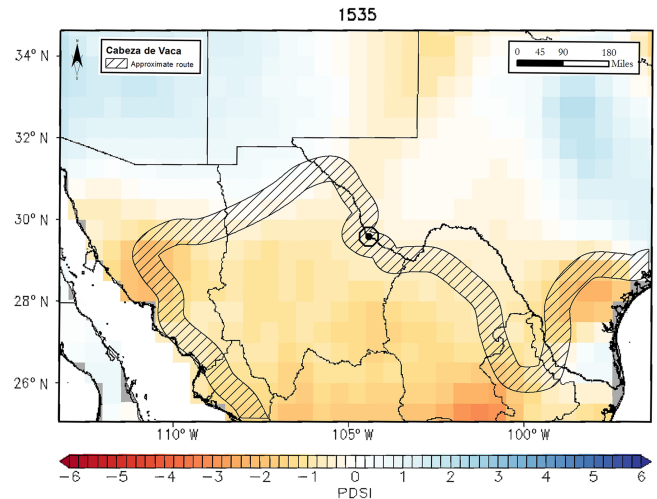 1535
34° N
32° N
30° N
28° N
26° N
N
Cabeza de Vaca
Approximate route
0 45 90 180
Miles
110°W 105°W 100°W
−6 −5 −4 −3 −2 −1 0 1 2 3 4 5 6
PDSI